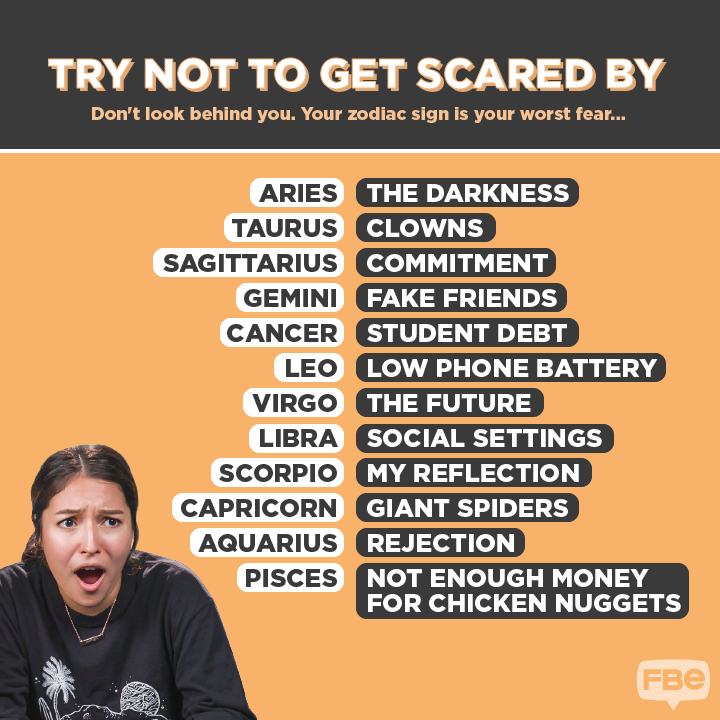 TRY NOT TO GET SCARED BY
Don't look behind you. Your zodiac sign is your worst fear...
ARIES THE DARKNESS
TAURUS CLOWNS
SAGITTARIUS COMMITMENT
GEMINI FAKE FRIENDS
CANCER STUDENT DEBT
LEO LOW PHONE BATTERY
VIRGO THE FUTURE
LIBRA SOCIAL SETTINGS
SCORPIO MY REFLECTION
CAPRICORN GIANT SPIDERS
AQUARIUS REJECTION
PISCES NOT ENOUGH MONEY
FOR CHICKEN NUGGETS
FBe